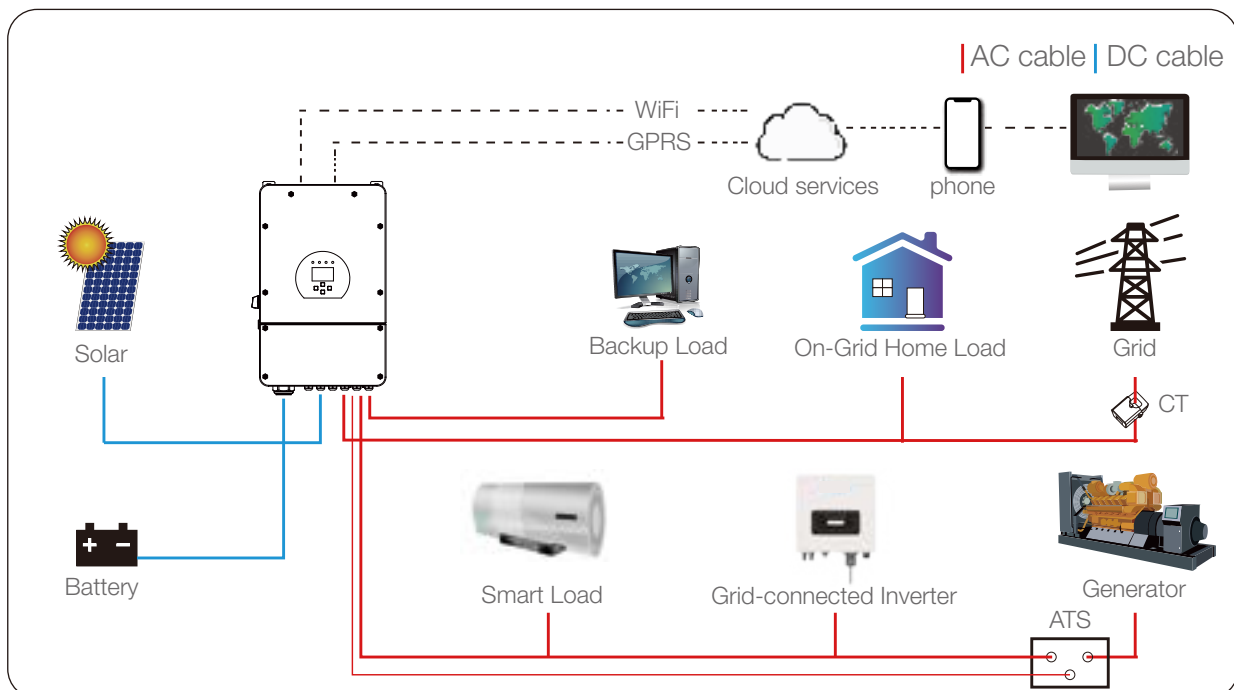 AC cable DC cable
WiFi
GPRS
Cloud services
phone
Solar
Backup Load
On-Grid Home Load
Grid
CT
Battery
Smart Load
Grid-connected Inverter
Generator
ATS